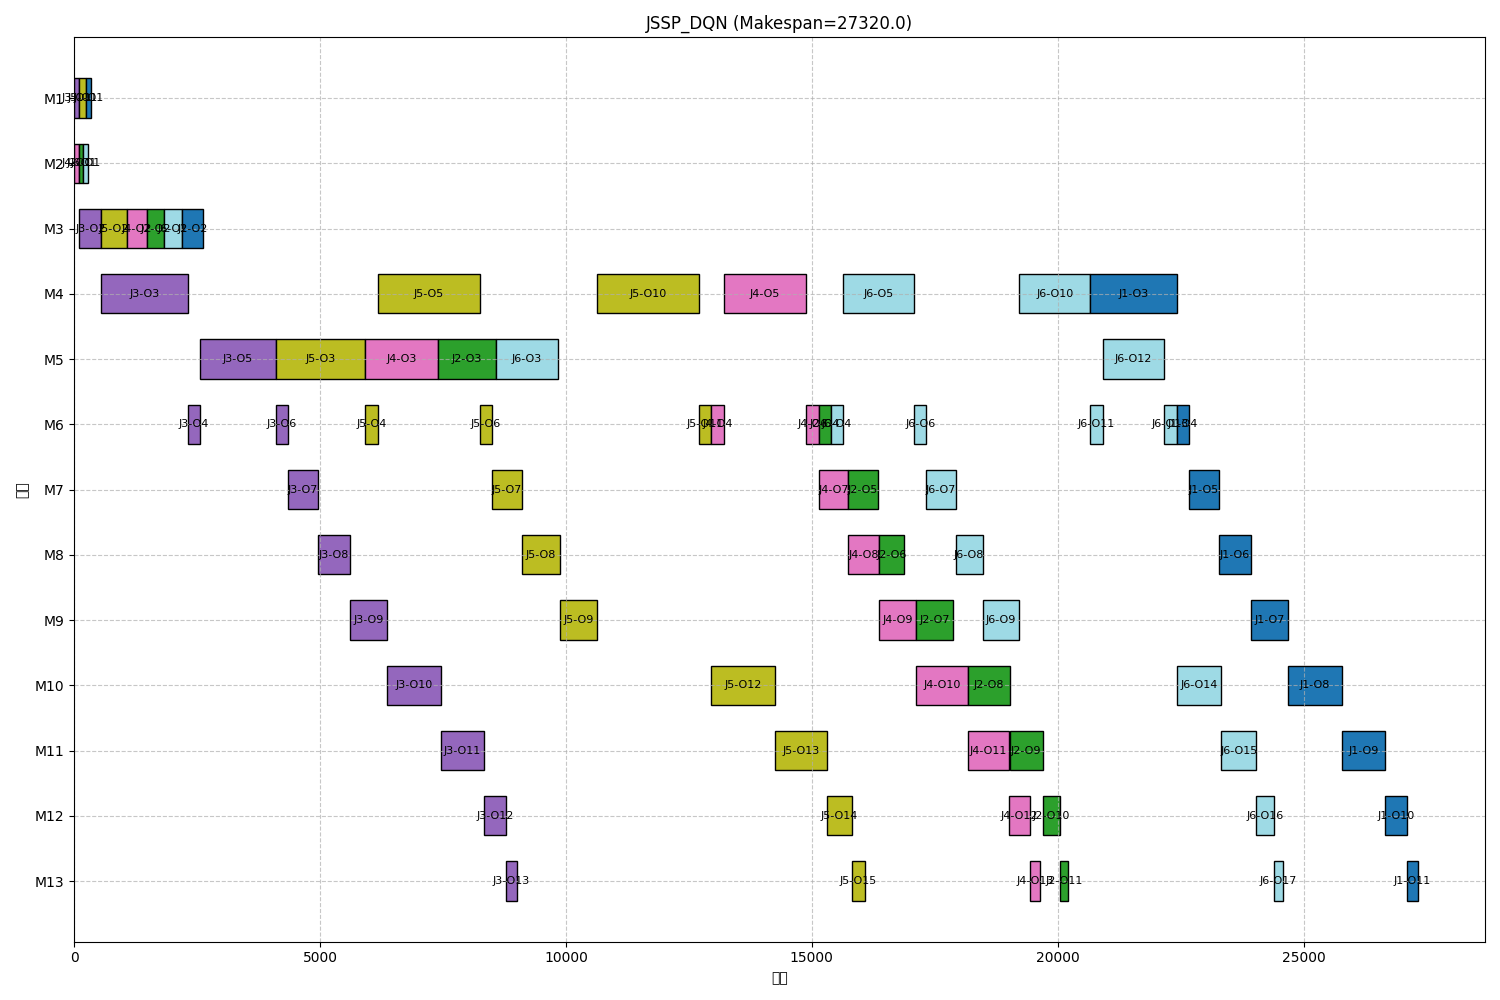 JSSP_DQN (Makespan=27320.0)
M1
M2
M3 J3-O2 J5-O2 J4-O2 J2-O2 J6-O2 J1-O2
M4 J3-O3 J5-O5 J5-O10 J4-O5 J6-O5 J6-O10 J1-O3
M5 J3-O5 J5-O3 J4-O3 J2-O3 J6-O3 J6-O12
M6 J3-O4 J3-O6 J5-O4 J5-O6 J5-O11 J4-O4 J4-O6 J2-O4 J6-O4 J6-O6 J6-O11 J6-O13 J1-O4
M7 J3-O7 J5-O7 J4-O7 J2-O5 J6-O7 J1-O5
M8 J3-O8 J5-O8 J4-O8 J2-O6 J6-O8 J1-O6
M9 J3-O9 J5-O9 J4-O9 J2-O7 J6-O9 J1-O7
M10 J3-O10 J5-O12 J4-O10 J2-O8 J6-O14 J1-O8
M11 J3-O11 J5-O13 J4-O11 J2-O9 J6-O15 J1-O9
M12 J3-O12 J5-O14 J4-O12 J2-O10 J6-O16 J1-O10
M13 J3-O13 J5-O15 J4-O13 J2-O11 J6-O17 J1-O11
0 5000 10000 15000 20000 25000